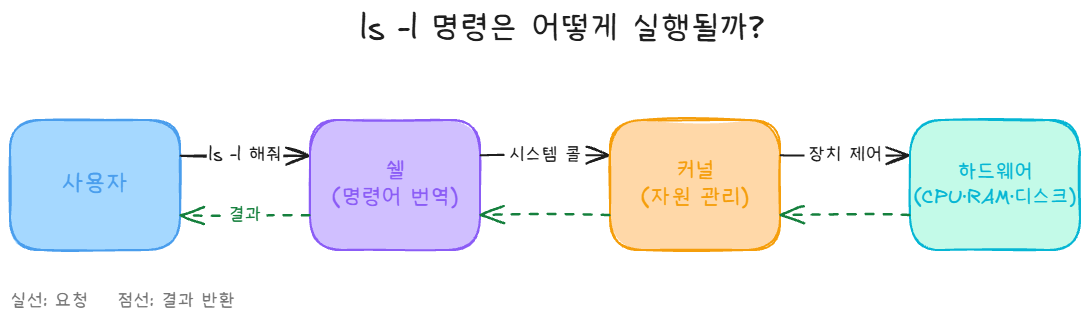 ls -l 명령은 어떻게 실행될까?
사용자
ls -l 해줘
결과
쉘
(명령어 번역)
시스템 콜
커널
(자원 관리)
장치 제어
하드웨어
(CPU·RAM·디스크)
실선: 요청 점선: 결과 반환